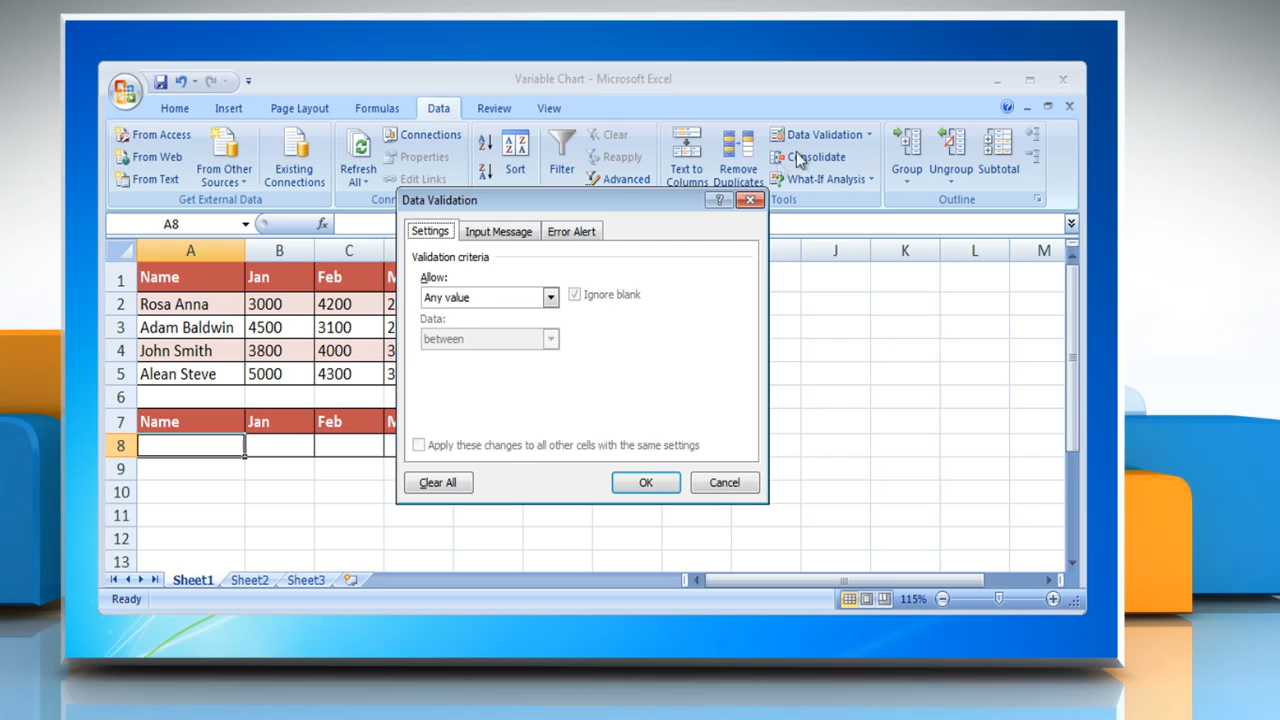 Variable Chart - Microsoft Excel
Home Insert Page Layout Formulas Data Review View
From Access
From Web
From Text
From Other Sources
Existing Connections
Get External Data
Refresh All
Connections
Properties
Edit Links
Sort
Filter
Clear
Reapply
Advanced
Text to Columns
Remove Duplicates
Data Validation
Consolidate
What-If Analysis
Tools
Group
Ungroup
Subtotal
Outline
A8
fx
A B C J K L M
1 Name Jan Feb
2 Rosa Anna 3000 4200
3 Adam Baldwin 4500 3100
4 John Smith 3800 4000
5 Alean Steve 5000 4300
6
7 Name Jan Feb
8
9
10
11
12
13
Data Validation
Settings Input Message Error Alert
Validation criteria
Allow:
Any value
Ignore blank
Data:
between
Apply these changes to all other cells with the same settings
Clear All OK Cancel
Sheet1 Sheet2 Sheet3
Ready
115%